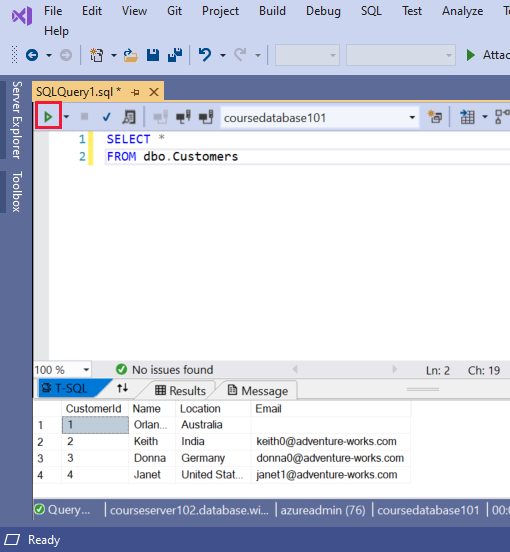 File Edit View Git Project Build Debug SQL Test Analyze
Help
Attac
SQLQuery1.sql *
coursedatabase101
Server Explorer
Toolbox
1 SELECT *
2 FROM dbo.Customers
100 % No issues found Ln: 2 Ch: 19
T-SQL Results Message
CustomerId Name Location Email
1 1 Orlan... Australia
2 2 Keith India keith0@adventure-works.com
3 3 Donna Germany donna0@adventure-works.com
4 4 Janet United Stat... janet1@adventure-works.com
Query... courseserver102.database.wi... azureadmin (76) coursedatabase101 00:0
Ready